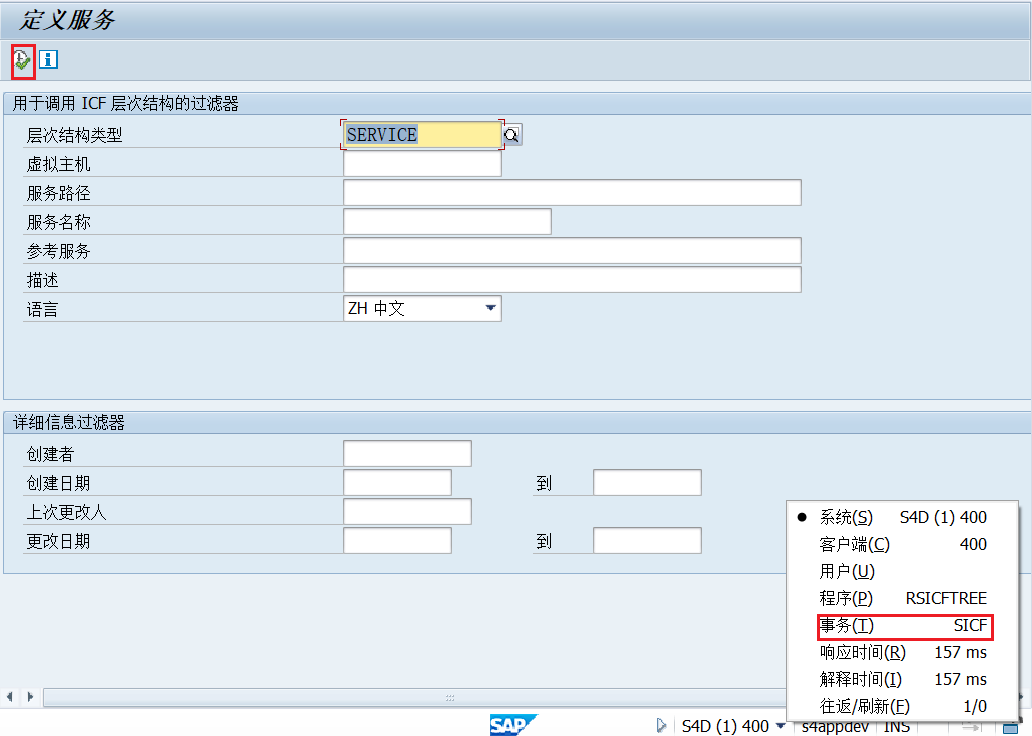 定义服务
用于调用 ICF 层次结构的过滤器
层次结构类型 SERVICE
虚拟主机
服务路径
服务名称
参考服务
描述
语言 ZH 中文
详细信息过滤器
创建者
创建日期 到
上次更改人
更改日期 到
系统(S) S4D (1) 400
客户端(C) 400
用户(U)
程序(P) RSICFTREE
事务(T) SICF
响应时间(R) 157 ms
解释时间(I) 157 ms
往返/刷新(F) 1/0
SAP S4D (1) 400 s4appdev INS